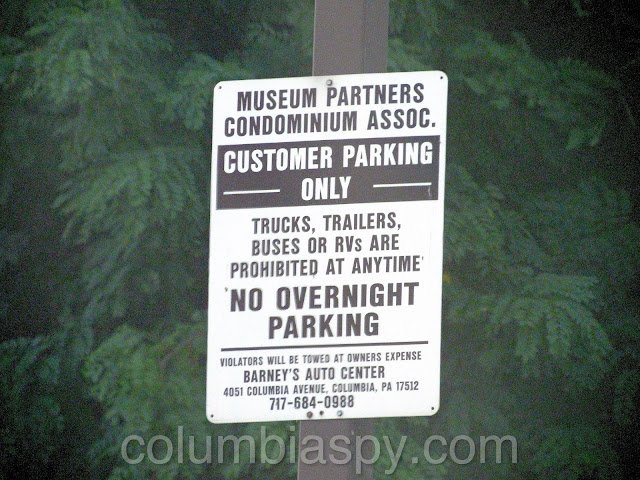 MUSEUM PARTNERS
CONDOMINIUM ASSOC.
CUSTOMER PARKING
ONLY
TRUCKS, TRAILERS,
BUSES OR RVs ARE
PROHIBITED AT ANYTIME
NO OVERNIGHT
PARKING
VIOLATORS WILL BE TOWED AT OWNERS EXPENSE
BARNEY'S AUTO CENTER
4051 COLUMBIA AVENUE, COLUMBIA, PA 17512
717-684-0988
columbiaspy.com